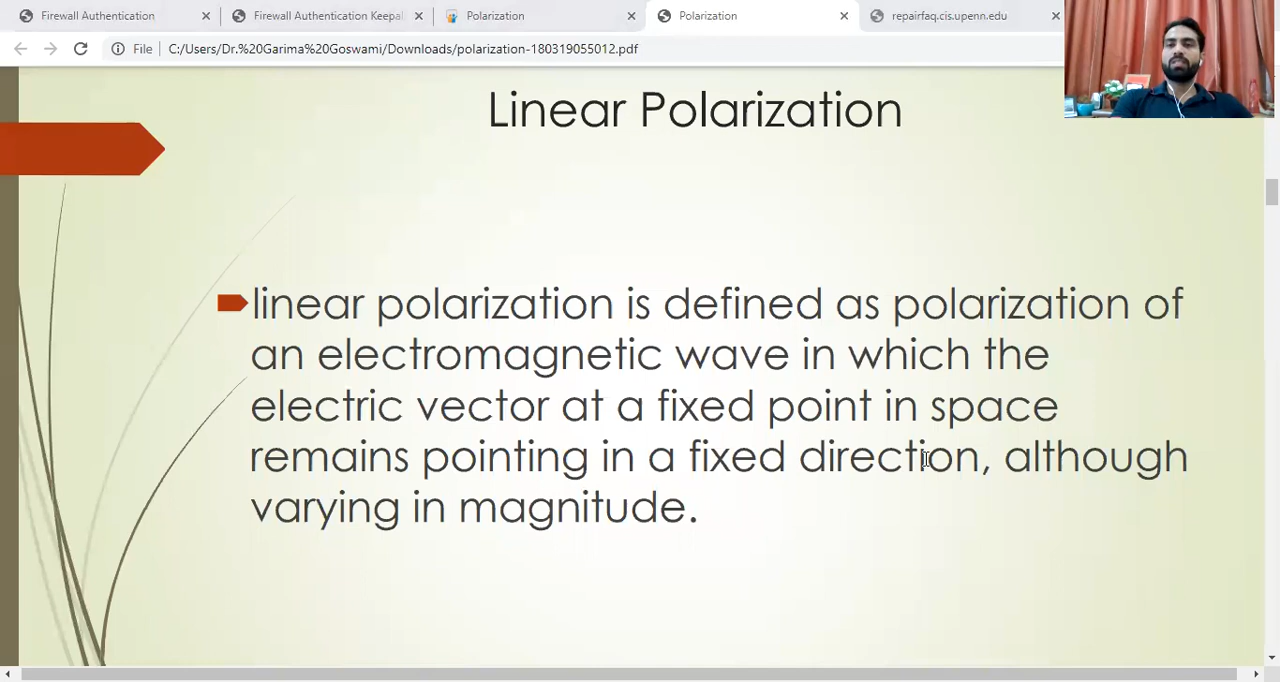 Firewall Authentication
Firewall Authentication Keepal
Polarization
Polarization
repairfaq.cis.upenn.edu
File
C:/Users/Dr.%20Garima%20Goswami/Downloads/polarization-180319055012.pdf
Linear Polarization
linear polarization is defined as polarization of
an electromagnetic wave in which the
electric vector at a fixed point in space
remains pointing in a fixed direction, although
varying in magnitude.